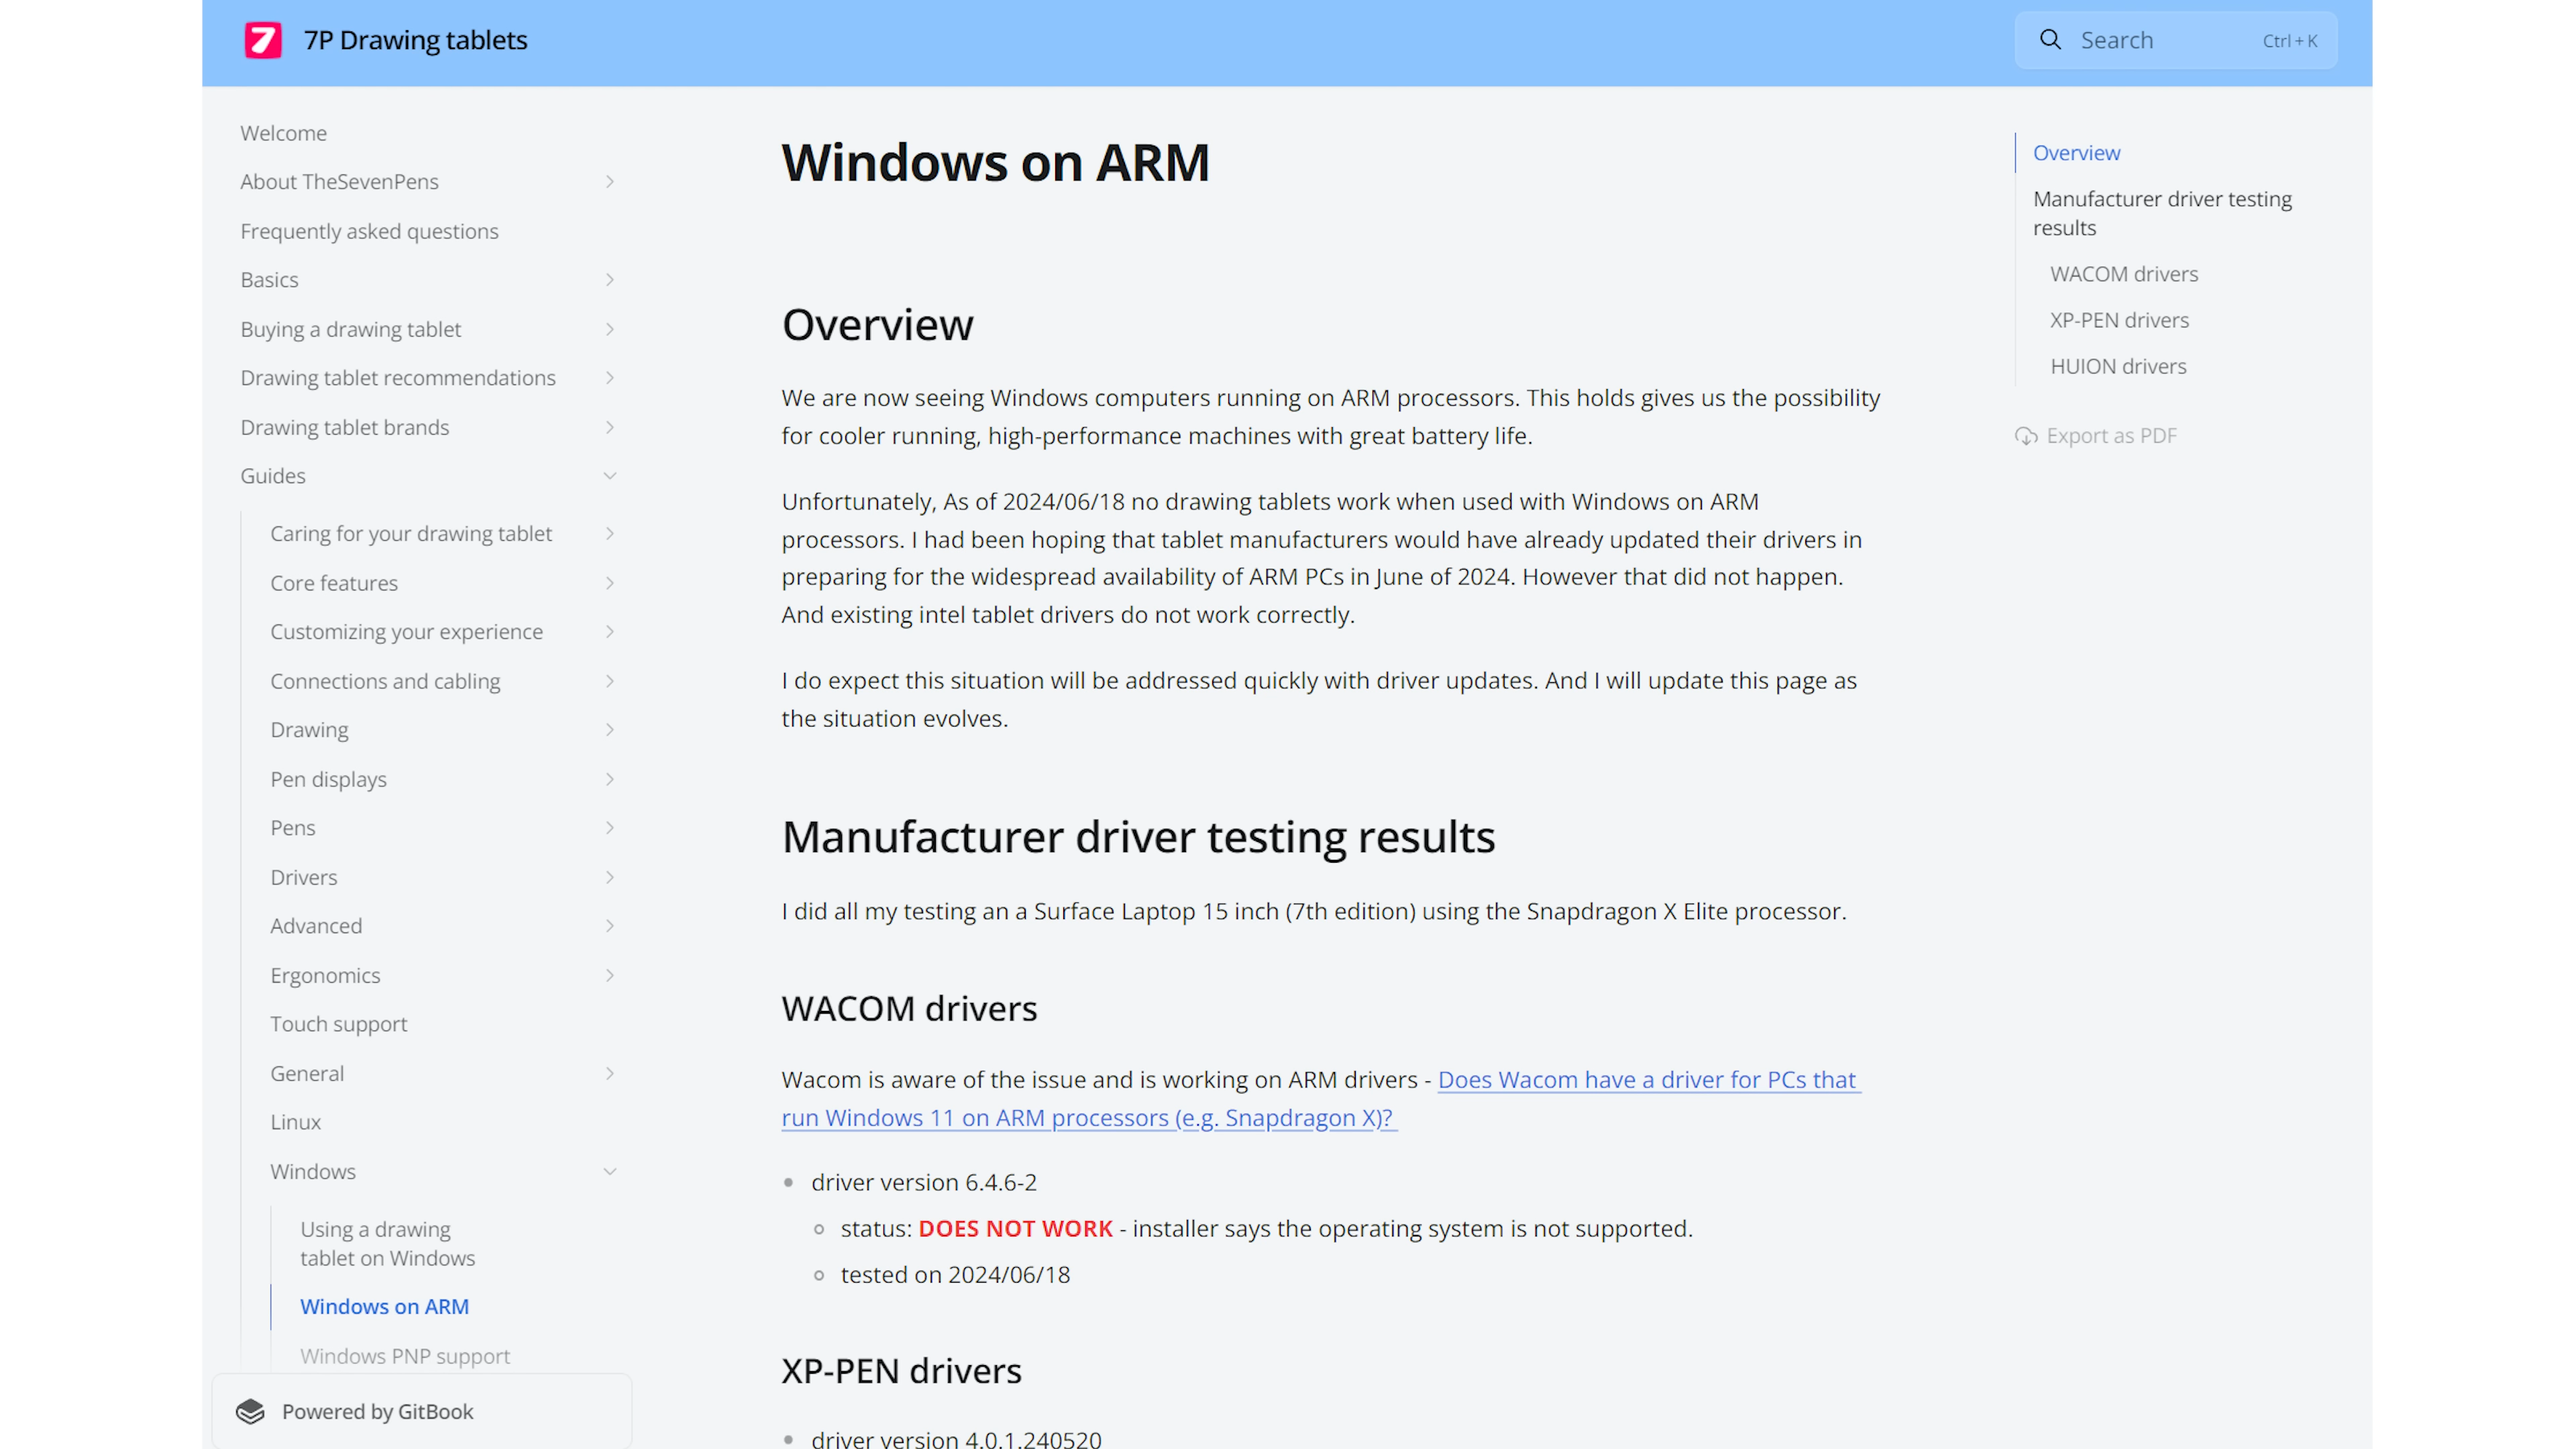 7 7P Drawing tablets
Search Ctrl + K
Welcome
About TheSevenPens
Frequently asked questions
Basics
Buying a drawing tablet
Drawing tablet recommendations
Drawing tablet brands
Guides
Caring for your drawing tablet
Core features
Customizing your experience
Connections and cabling
Drawing
Pen displays
Pens
Drivers
Advanced
Ergonomics
Touch support
General
Linux
Windows
Using a drawing
tablet on Windows
Windows on ARM
Windows PNP support
Powered by GitBook
Windows on ARM
Overview
We are now seeing Windows computers running on ARM processors. This holds gives us the possibility
for cooler running, high-performance machines with great battery life.
Unfortunately, As of 2024/06/18 no drawing tablets work when used with Windows on ARM
processors. I had been hoping that tablet manufacturers would have already updated their drivers in
preparing for the widespread availability of ARM PCs in June of 2024. However that did not happen.
And existing intel tablet drivers do not work correctly.
I do expect this situation will be addressed quickly with driver updates. And I will update this page as
the situation evolves.
Manufacturer driver testing results
I did all my testing an a Surface Laptop 15 inch (7th edition) using the Snapdragon X Elite processor.
WACOM drivers
Wacom is aware of the issue and is working on ARM drivers - Does Wacom have a driver for PCs that
run Windows 11 on ARM processors (e.g. Snapdragon X)?
driver version 6.4.6-2
status: DOES NOT WORK - installer says the operating system is not supported.
tested on 2024/06/18
XP-PEN drivers
driver version 4.0.1.240520
Overview
Manufacturer driver testing
results
WACOM drivers
XP-PEN drivers
HUION drivers
Export as PDF